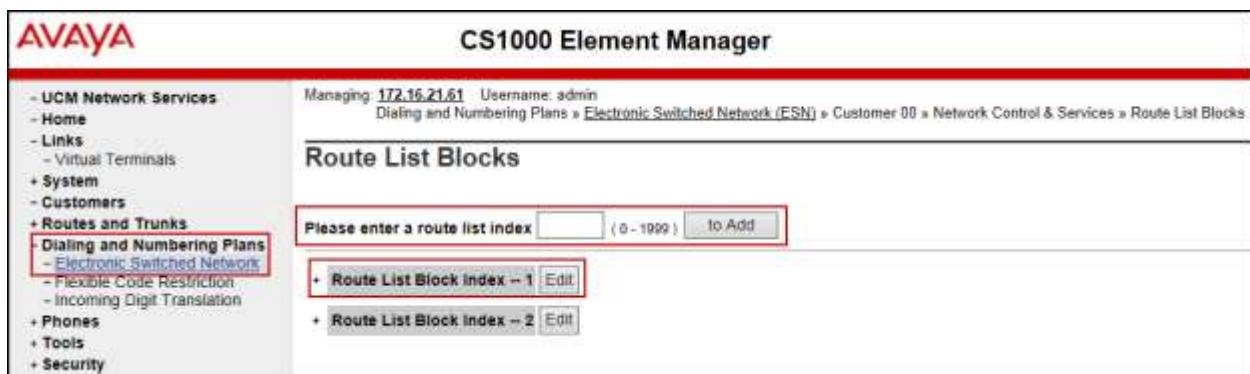 AVAYA
CS1000 Element Manager
- UCM Network Services
- Home
- Links
- Virtual Terminals
+ System
- Customers
+ Routes and Trunks
- Dialing and Numbering Plans
- Electronic Switched Network
- Flexible Code Restriction
- Incoming Digit Translation
+ Phones
+ Tools
+ Security
Managing: 172.16.21.61 Username: admin
Dialing and Numbering Plans » Electronic Switched Network (ESN) » Customer 00 » Network Control & Services » Route List Blocks
Route List Blocks
Please enter a route list index ( 0 - 1999 ) to Add
+ Route List Block Index -- 1 Edit
+ Route List Block Index -- 2 Edit